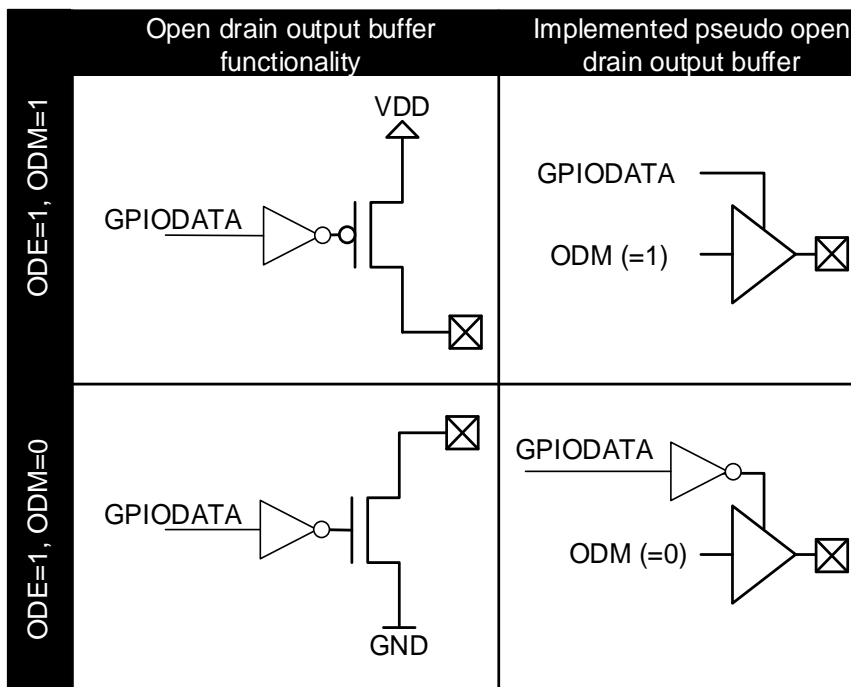 Open drain output buffer
functionality
Implemented pseudo open
drain output buffer
ODE=1, ODM=1
VDD
GPIODATA
GPIODATA
ODM (=1)
ODE=1, ODM=0
GPIODATA
GND
GPIODATA
ODM (=0)